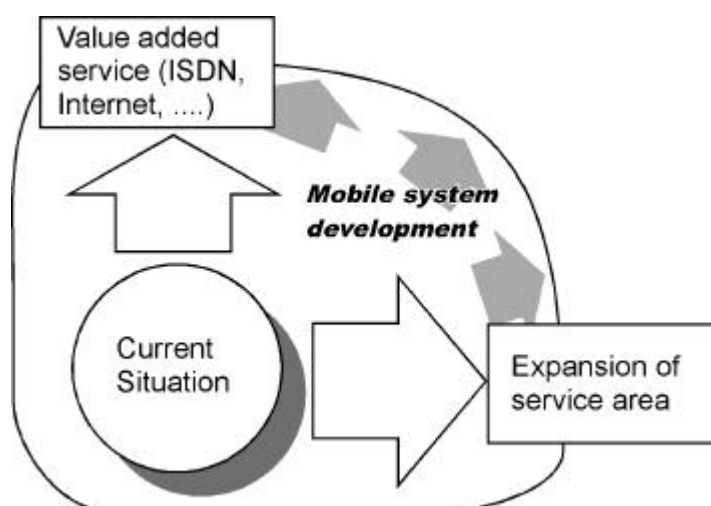 Value added
service (ISDN,
Internet, ....)
Mobile system
development
Current
Situation
Expansion of
service area